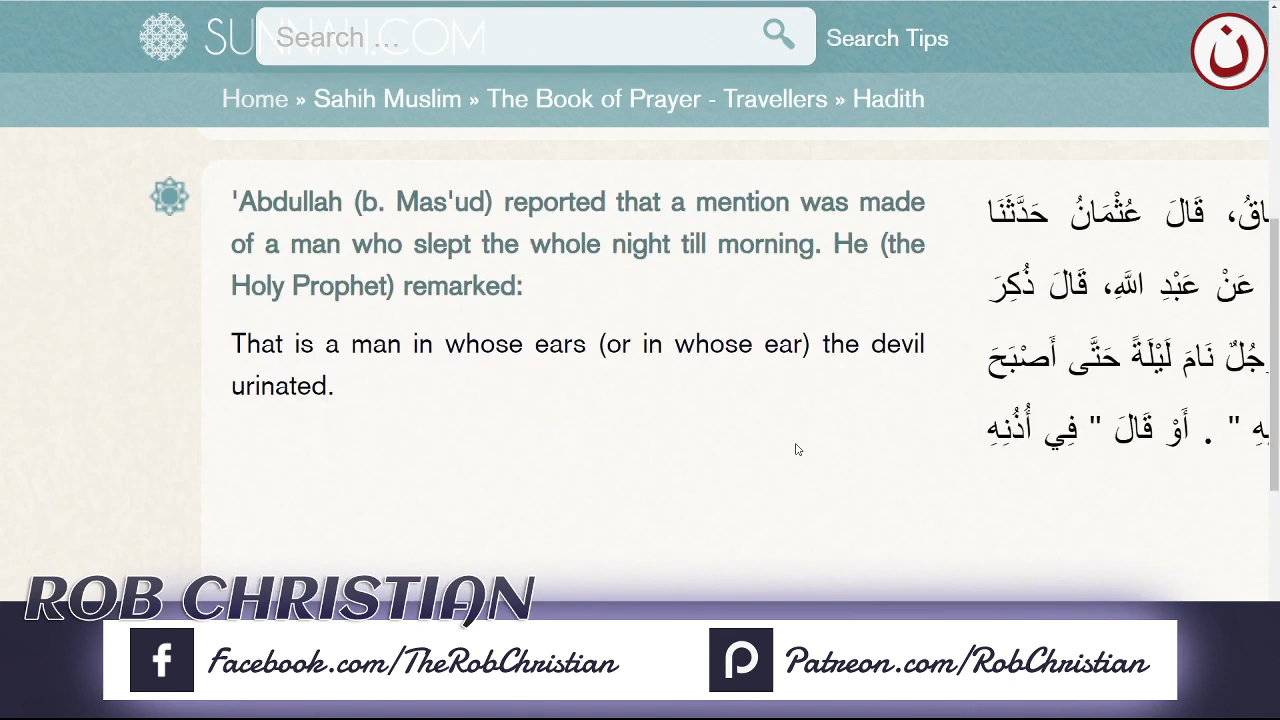 SUNNAH.COM
Search ...
Search Tips
ن
Home » Sahih Muslim » The Book of Prayer - Travellers » Hadith
'Abdullah (b. Mas'ud) reported that a mention was made
of a man who slept the whole night till morning. He (the
Holy Prophet) remarked:
That is a man in whose ears (or in whose ear) the devil
urinated.
قَالَ عُثْمَانُ حَدَّثَنَا
عَنْ عَبْدِ اللَّهِ، قَالَ ذُكِرَ
نَامَ لَيْلَةً حَتَّى أَصْبَحَ
" . أَوْ قَالَ " فِي أُذُنِهِ
ROB CHRISTIAN
f
Facebook.com/TheRobChristian
Patreon.com/RobChristian